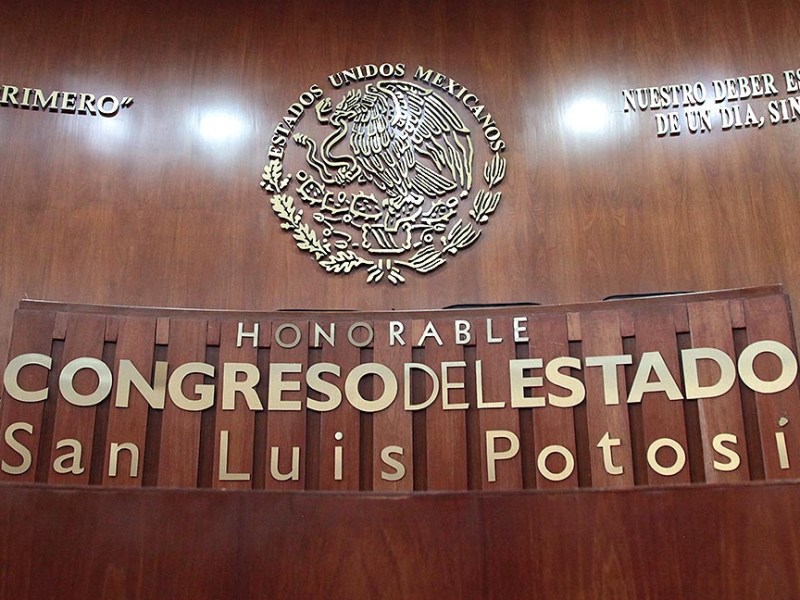 RIMERO”
ESTADOS UNIDOS MEXICANOS
NUESTRO DEBER ES
DE UN DIA, SIN
HONORABLE
CONGRESODELESTADO
San Luis Potosí